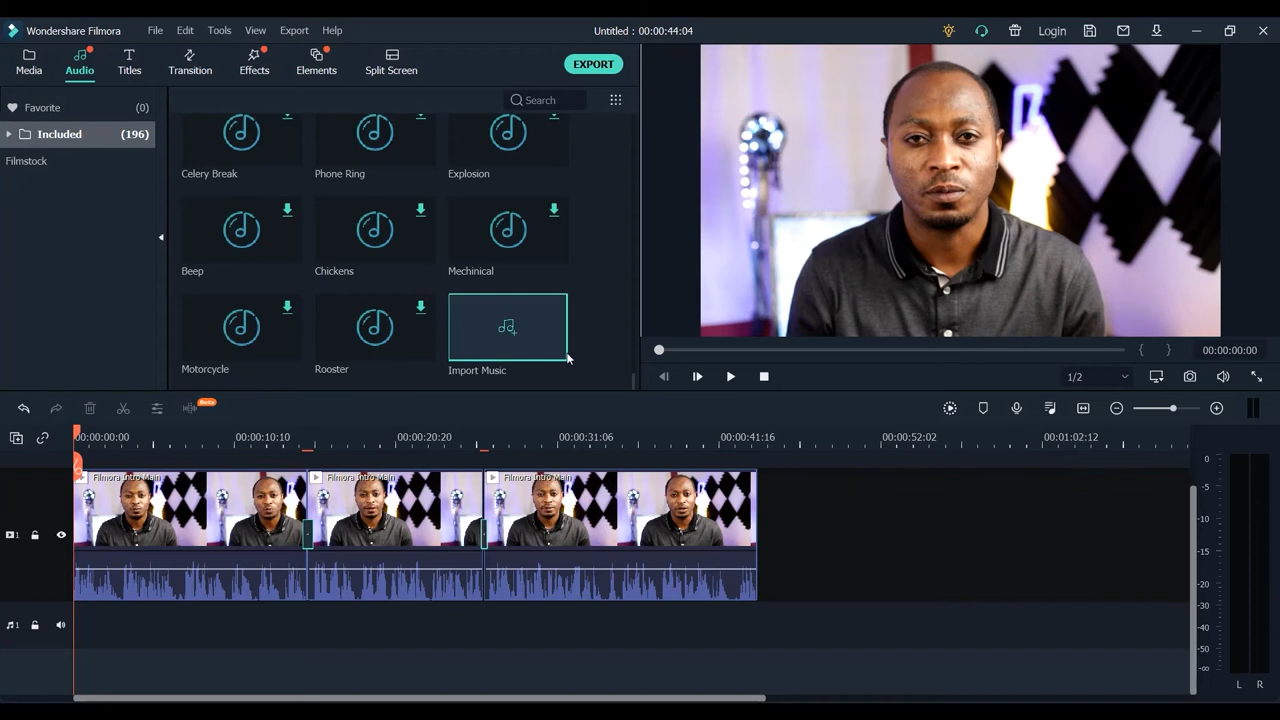 Wondershare Filmora File Edit Tools View Export Help Untitled : 00:00:44:04 Login
Media Audio Titles Transition Effects Elements Split Screen EXPORT
Favorite (0)
Included (196)
Filmstock
Search
Celery Break Phone Ring Explosion
Beep Chickens Mechinical
Motorcycle Rooster Import Music
00:00:00:00
1/2
Beta
00:00:00:00 00:00:10:10 00:00:20:20 00:00:31:06 00:00:41:16 00:00:52:02 00:01:02:12
Filmora Intro Main Filmora Intro Main Filmora Intro Main
1
1
0
-5
-10
-15
-20
-30
-40
-50
-∞
L R